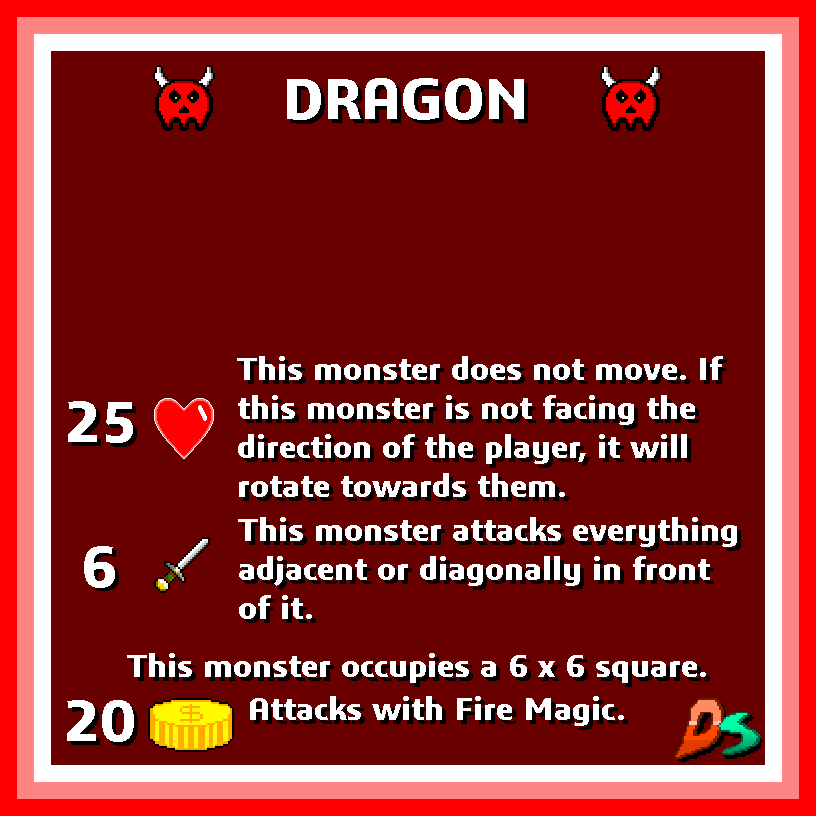 DRAGON
This monster does not move. If
25
this monster is not facing the
direction of the player, it will
rotate towards them.
This monster attacks everything
6
adjacent or diagonally in front
of it.
This monster occupies a 6 x 6 square.
20
Attacks with Fire Magic.
DS